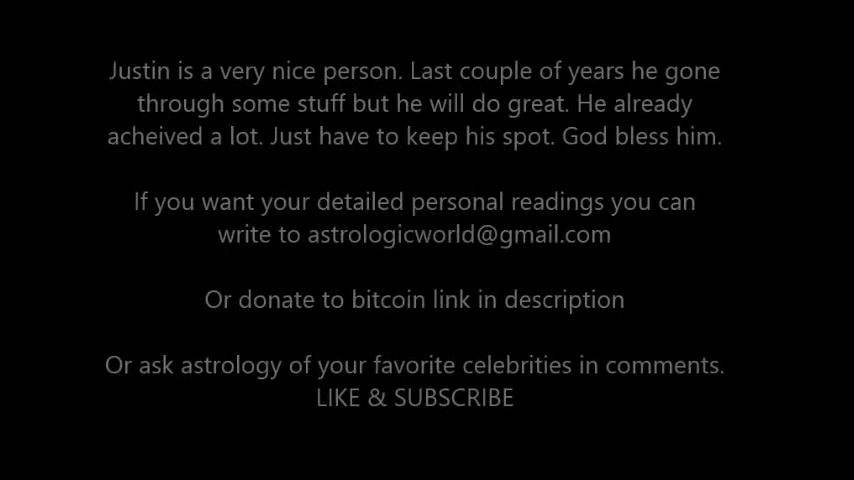 Justin is a very nice person. Last couple of years he gone
through some stuff but he will do great. He already
acheived a lot. Just have to keep his spot. God bless him.
If you want your detailed personal readings you can
write to astrologicworld@gmail.com
Or donate to bitcoin link in description
Or ask astrology of your favorite celebrities in comments.
LIKE & SUBSCRIBE